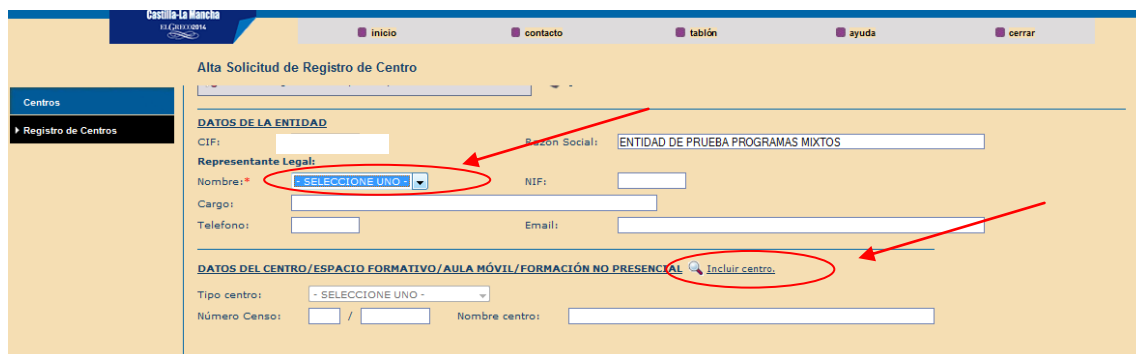 Castilla-La Mancha
ELGRECO2014
inicio contacto tablón ayuda cerrar
Alta Solicitud de Registro de Centro
Centros
Registro de Centros
DATOS DE LA ENTIDAD
CIF: Razón Social: ENTIDAD DE PRUEBA PROGRAMAS MIXTOS
Representante Legal:
Nombre:* - SELECCIONE UNO - NIF:
Cargo:
Telefono: Email:
DATOS DEL CENTRO/ESPACIO FORMATIVO/AULA MÓVIL/FORMACIÓN NO PRESENCIAL Incluir centro.
Tipo centro: - SELECCIONE UNO -
Número Censo: / Nombre centro: